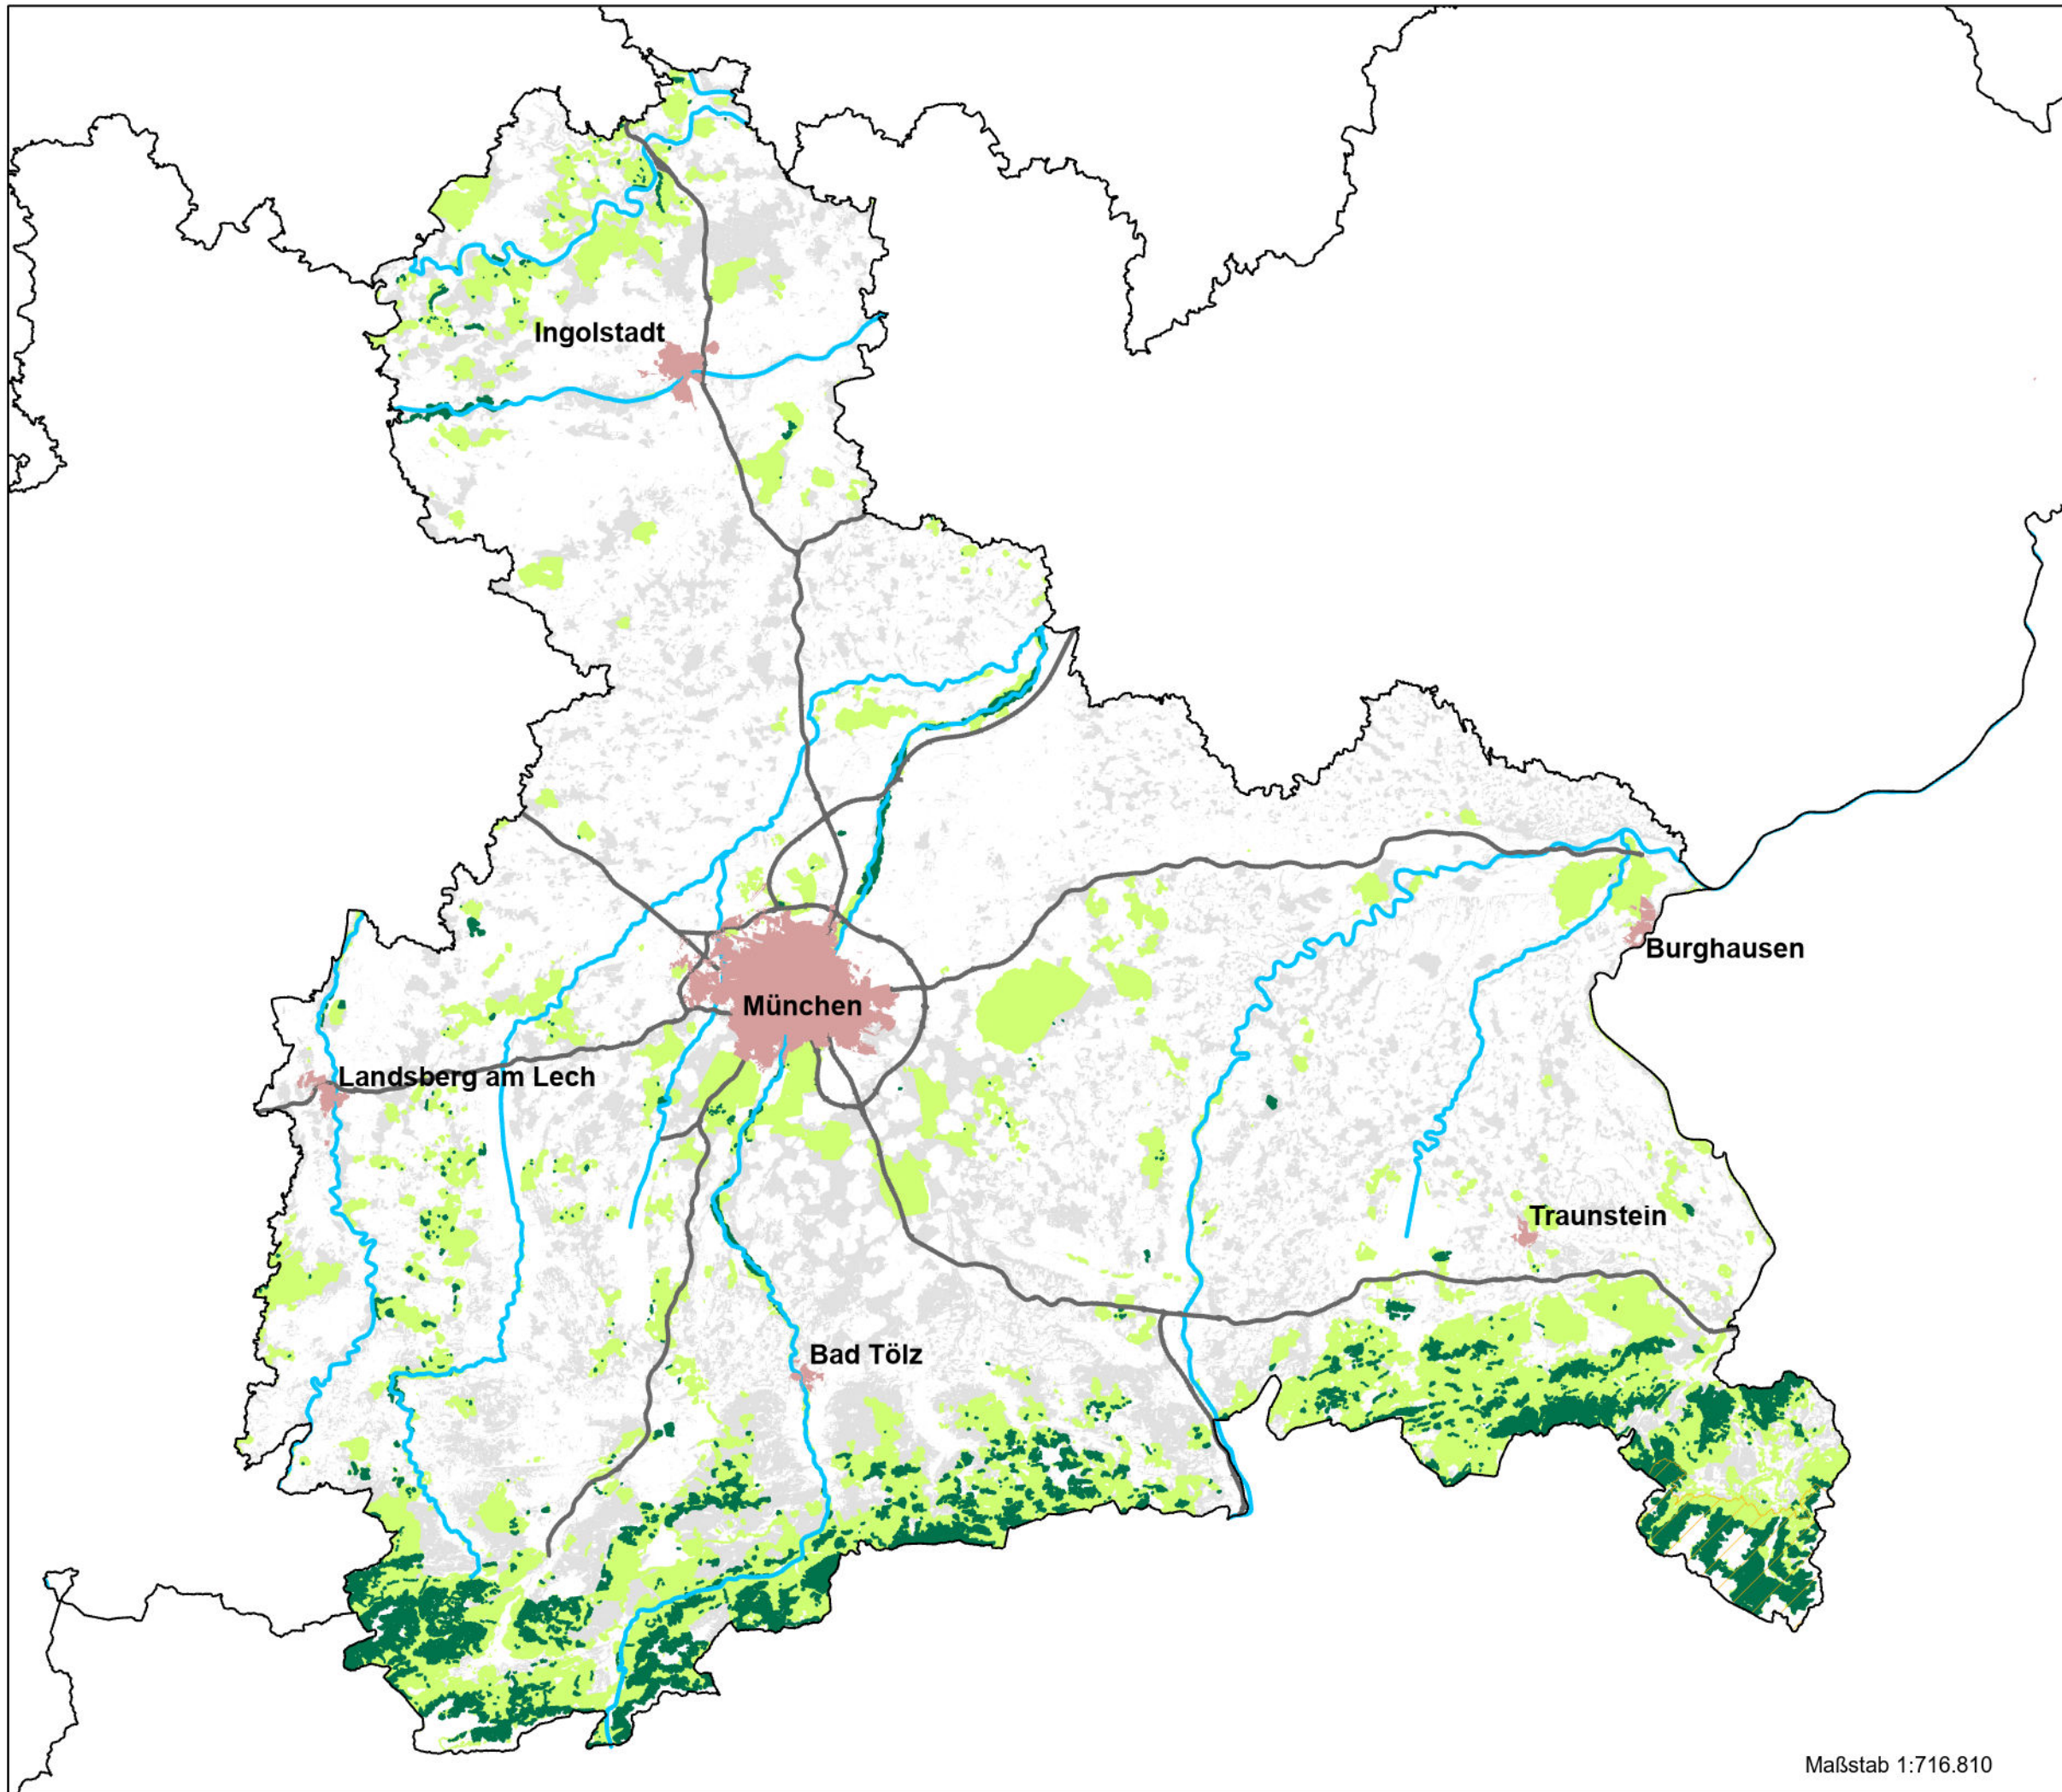 Ingolstadt
Burghausen
München
Landsberg am Lech
Traunstein
Bad Tölz
Maßstab 1:716.810